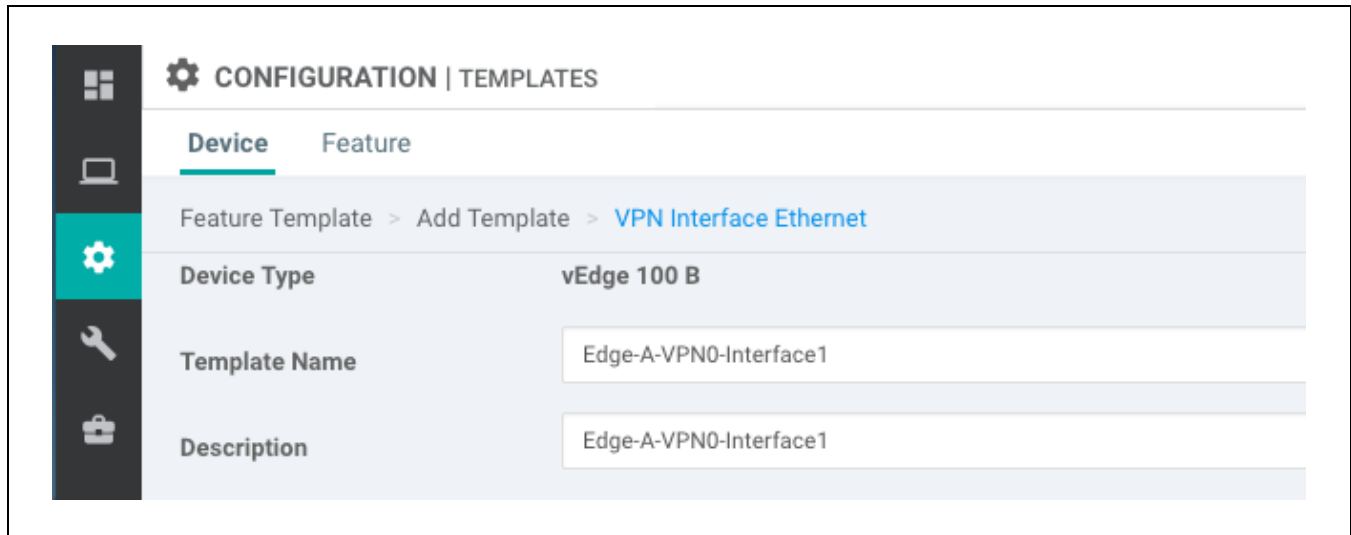 CONFIGURATION | TEMPLATES
Device Feature
Feature Template > Add Template > VPN Interface Ethernet
Device Type vEdge 100 B
Template Name Edge-A-VPN0-Interface1
Description Edge-A-VPN0-Interface1